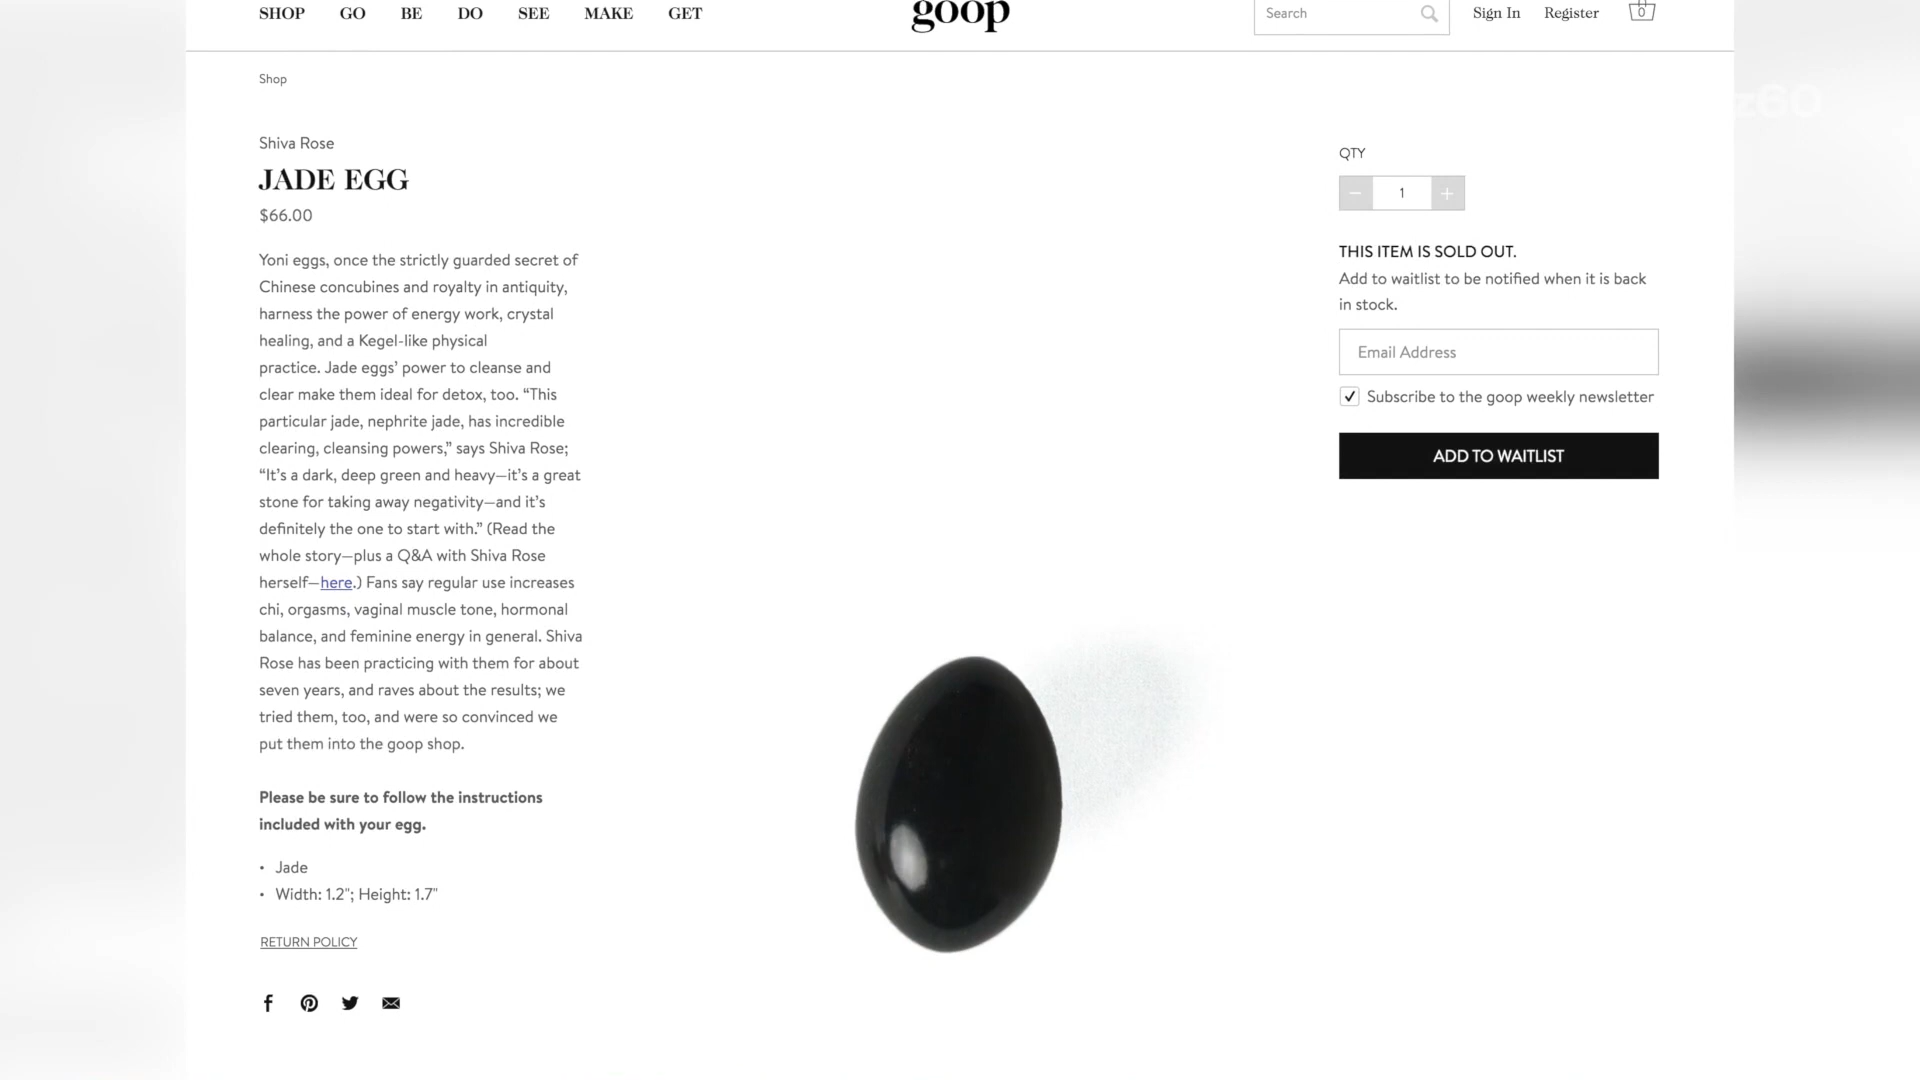 SHOP GO BE DO SEE MAKE GET
goop
Search
Sign In Register
0
Shop
Shiva Rose
JADE EGG
$66.00
Yoni eggs, once the strictly guarded secret of
Chinese concubines and royalty in antiquity,
harness the power of energy work, crystal
healing, and a Kegel-like physical
practice. Jade eggs’ power to cleanse and
clear make them ideal for detox, too. “This
particular jade, nephrite jade, has incredible
clearing, cleansing powers,” says Shiva Rose;
“It’s a dark, deep green and heavy—it’s a great
stone for taking away negativity—and it’s
definitely the one to start with.” (Read the
whole story—plus a Q&A with Shiva Rose
herself—here.) Fans say regular use increases
chi, orgasms, vaginal muscle tone, hormonal
balance, and feminine energy in general. Shiva
Rose has been practicing with them for about
seven years, and raves about the results; we
tried them, too, and were so convinced we
put them into the goop shop.
Please be sure to follow the instructions
included with your egg.
• Jade
• Width: 1.2"; Height: 1.7"
RETURN POLICY
QTY
− 1 +
THIS ITEM IS SOLD OUT.
Add to waitlist to be notified when it is back
in stock.
Email Address
Subscribe to the goop weekly newsletter
ADD TO WAITLIST
z60